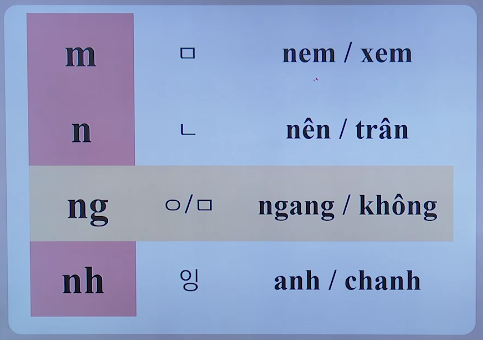 m ㅁ nem / xem
n ㄴ nên / trân
ng ㅇ/ㅁ ngang / không
nh 잉 anh / chanh